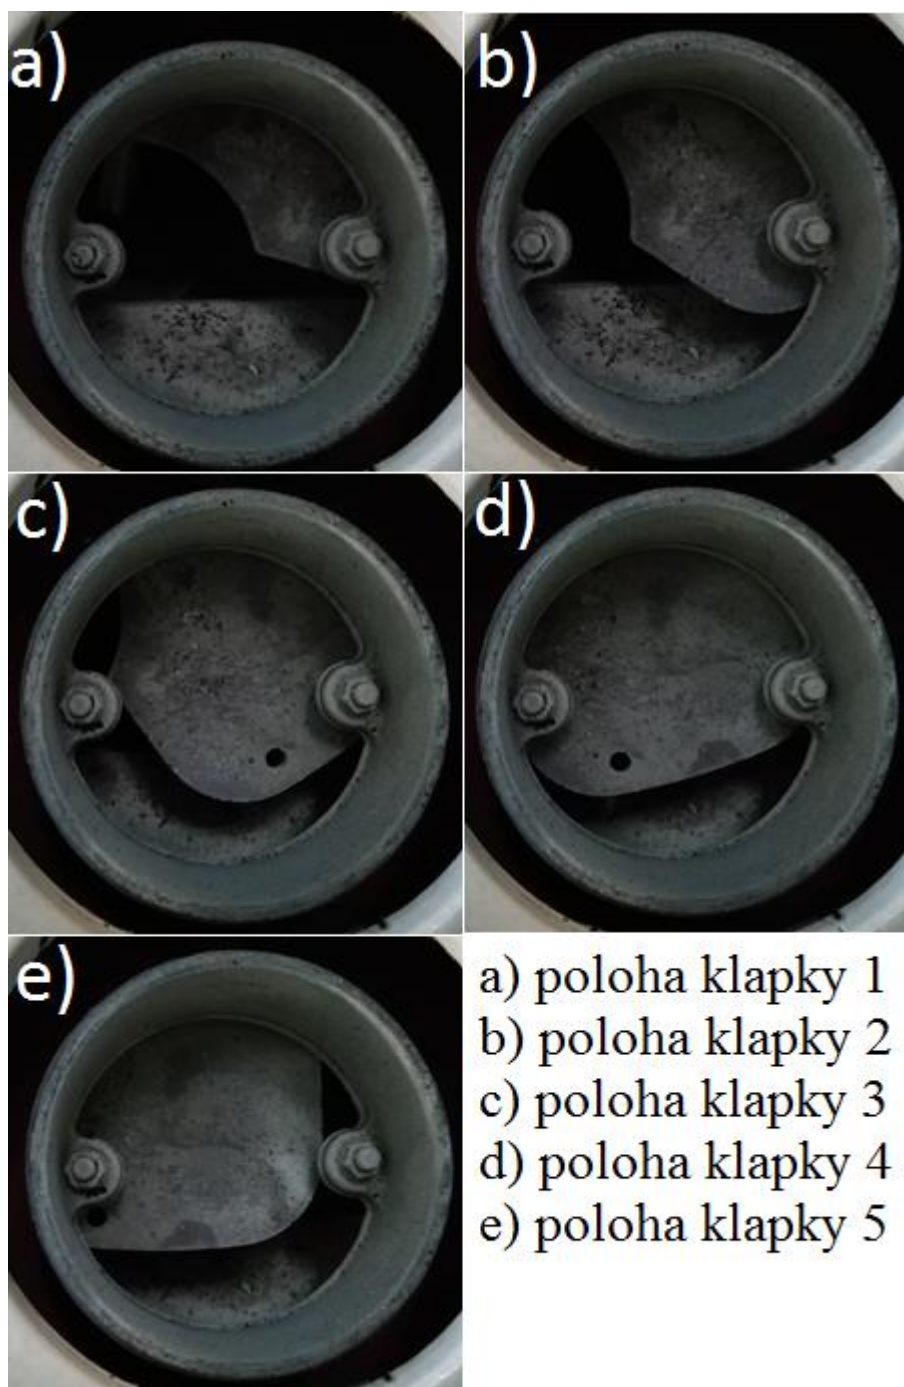 a)
b)
c)
d)
e)
a) poloha klapky 1
b) poloha klapky 2
c) poloha klapky 3
d) poloha klapky 4
e) poloha klapky 5